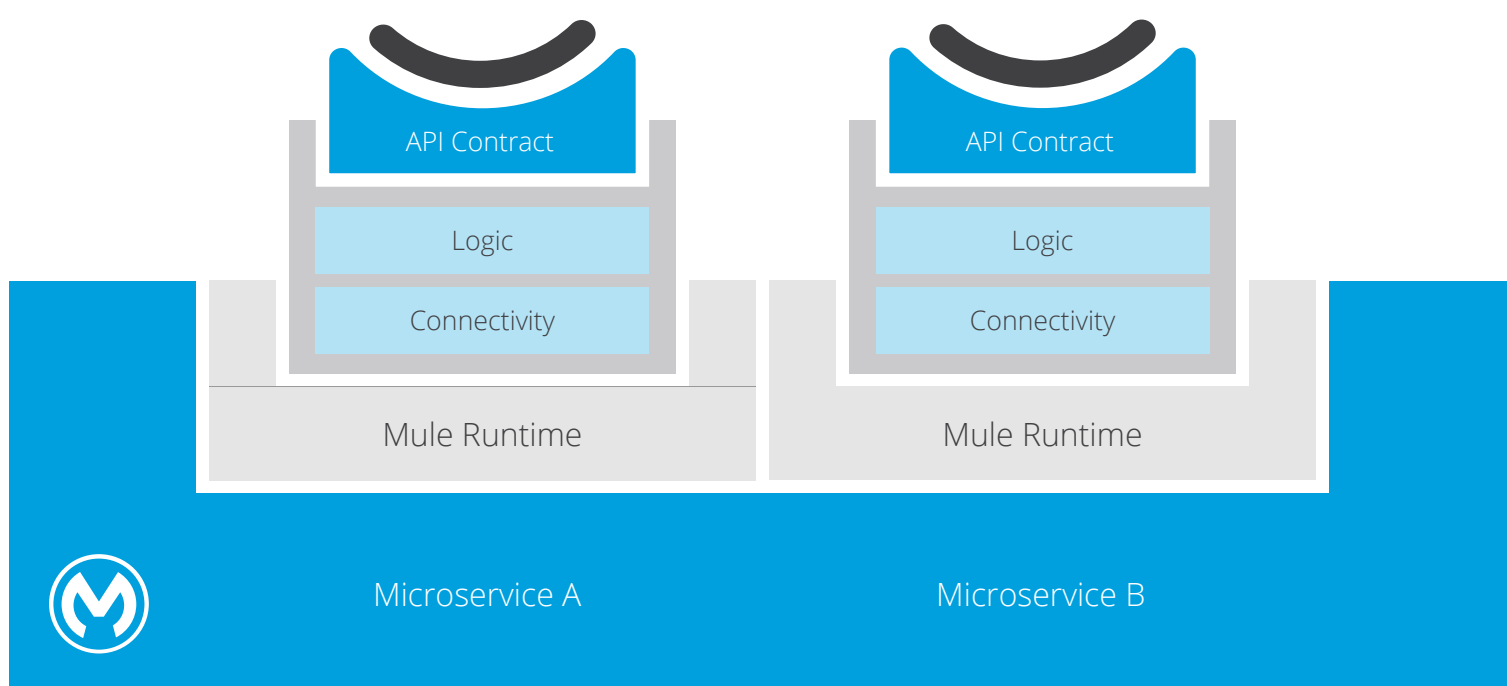 API Contract
API Contract
Logic
Logic
Connectivity
Connectivity
Mule Runtime
Mule Runtime
Microservice A
Microservice B